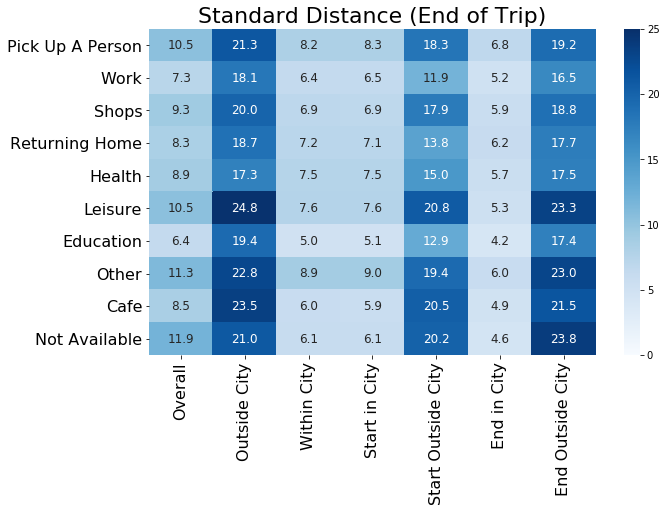 Standard Distance (End of Trip)
Pick Up A Person 10.5 21.3 8.2 8.3 18.3 6.8 19.2
Work 7.3 18.1 6.4 6.5 11.9 5.2 16.5
Shops 9.3 20.0 6.9 6.9 17.9 5.9 18.8
Returning Home 8.3 18.7 7.2 7.1 13.8 6.2 17.7
Health 8.9 17.3 7.5 7.5 15.0 5.7 17.5
Leisure 10.5 24.8 7.6 7.6 20.8 5.3 23.3
Education 6.4 19.4 5.0 5.1 12.9 4.2 17.4
Other 11.3 22.8 8.9 9.0 19.4 6.0 23.0
Cafe 8.5 23.5 6.0 5.9 20.5 4.9 21.5
Not Available 11.9 21.0 6.1 6.1 20.2 4.6 23.8
Overall
Outside City
Within City
Start in City
Start Outside City
End in City
End Outside City
25
20
15
10
5
0